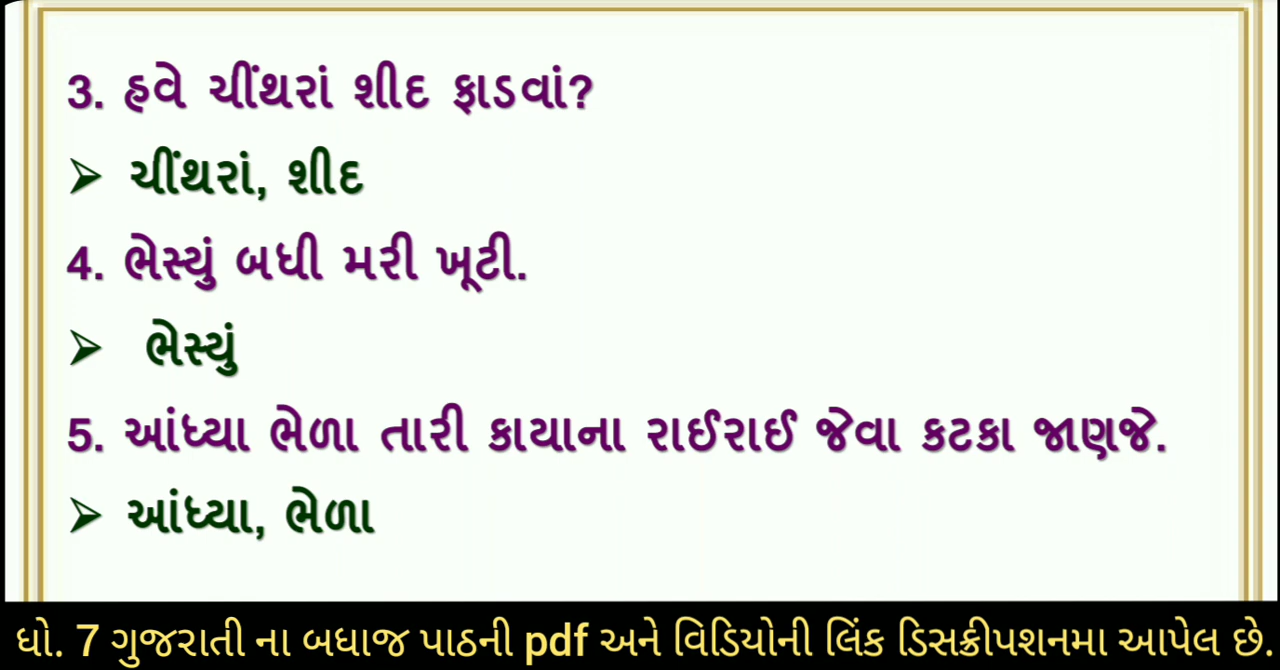 3. હવે ચીંથરાં શીદ ફાડવાં?
➢ ચીંથરાં, શીદ
4. ભેસ્યું બધી મરી ખૂટી.
➢ ભેસ્યું
5. આંધ્યા ભેળા તારી કાયાના રાઈરાઈ જેવા કટકા જાણજે.
➢ આંધ્યા, ભેળા
ધો. 7 ગુજરાતી ના બધાજ પાઠની pdf અને વિડિયોની લિંક ડિસક્રીપશનમા આપેલ છે.